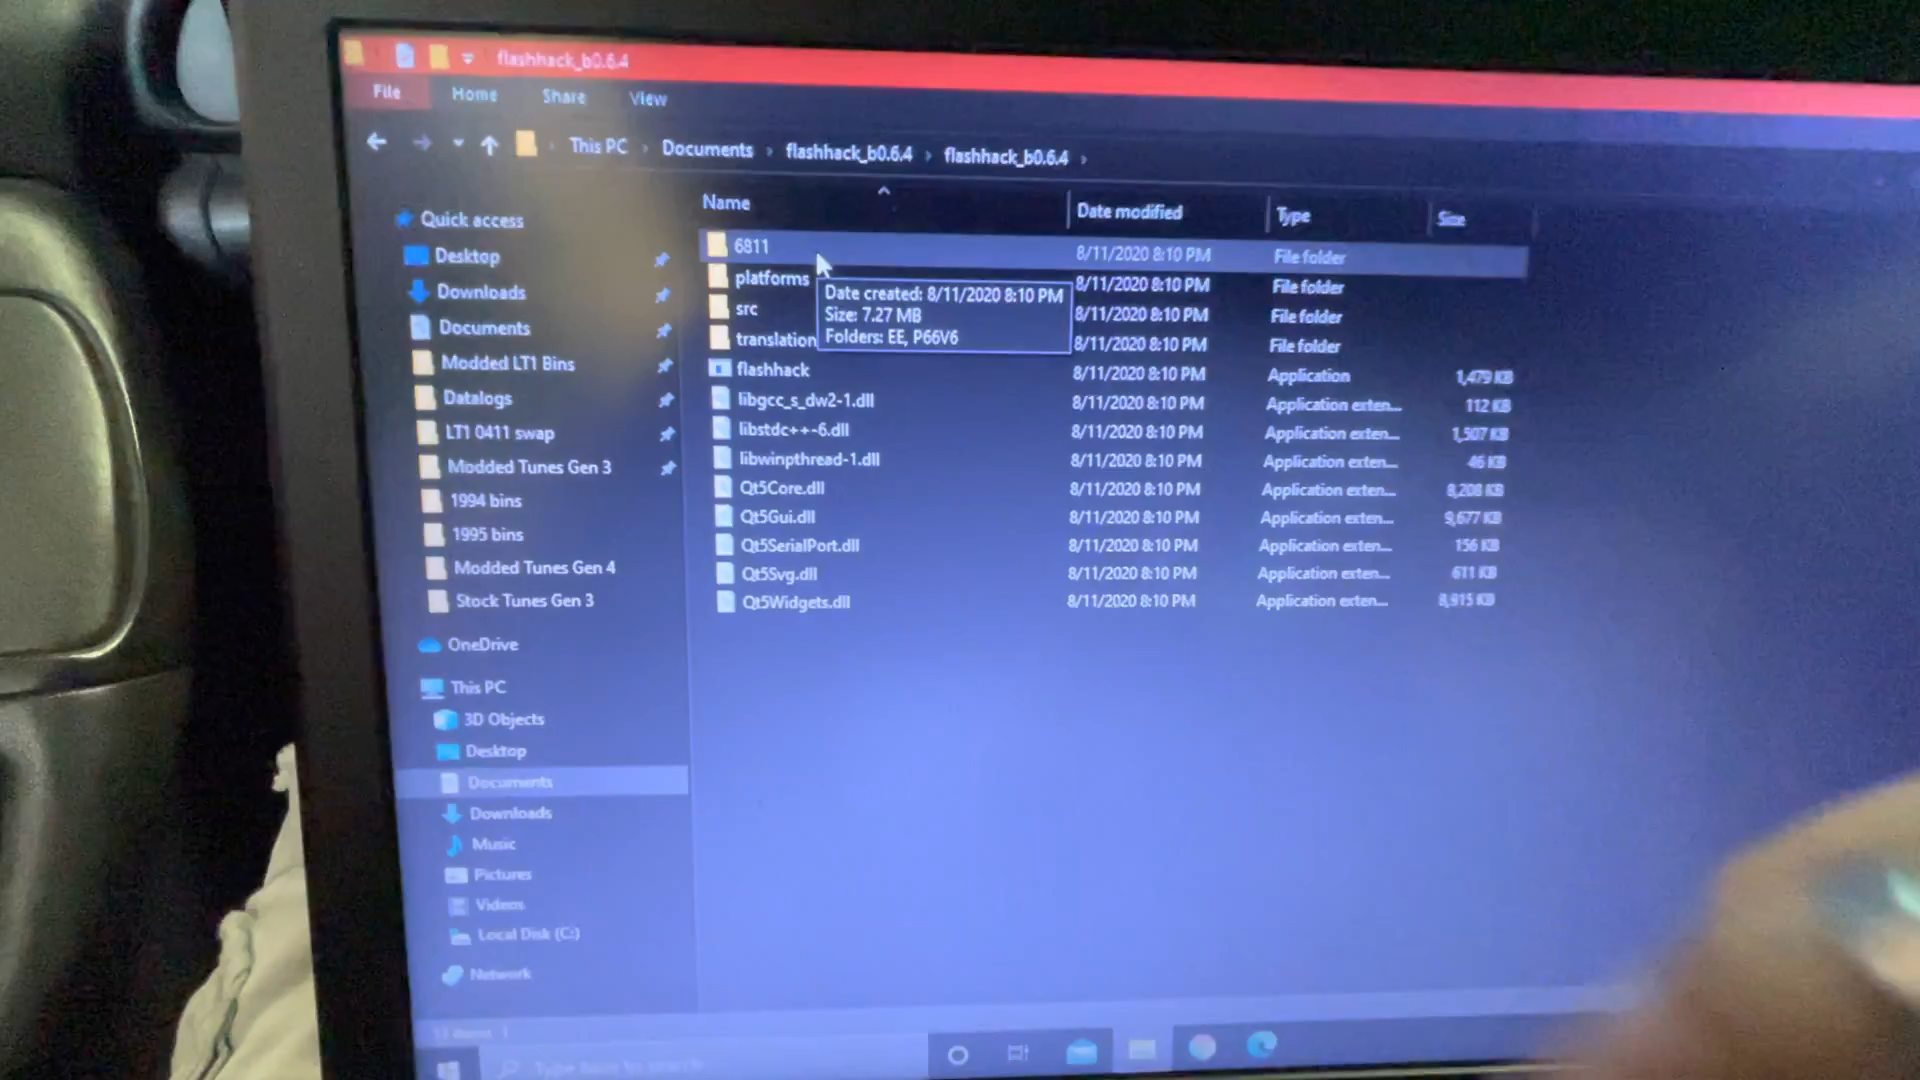 flashhack_b0.6.4
File Home Share View
This PC › Documents › flashhack_b0.6.4 › flashhack_b0.6.4 ›
Name Date modified Type Size
Quick access
Desktop
Downloads
Documents
Modded LT1 Bins
Datalogs
LT1 0411 swap
Modded Tunes Gen 3
1994 bins
1995 bins
Modded Tunes Gen 4
Stock Tunes Gen 3
OneDrive
This PC
3D Objects
Desktop
Documents
Downloads
Music
Pictures
Videos
Local Disk (C:)
Network
6811 8/11/2020 8:10 PM File folder
platforms 8/11/2020 8:10 PM File folder
src 8/11/2020 8:10 PM File folder
translation 8/11/2020 8:10 PM File folder
Date created: 8/11/2020 8:10 PM
Size: 7.27 MB
Folders: EE, P66V6
flashhack 8/11/2020 8:10 PM Application 1,479 KB
libgcc_s_dw2-1.dll 8/11/2020 8:10 PM Application exten... 112 KB
libstdc++-6.dll 8/11/2020 8:10 PM Application exten... 1,507 KB
libwinpthread-1.dll 8/11/2020 8:10 PM Application exten... 46 KB
Qt5Core.dll 8/11/2020 8:10 PM Application exten... 8,208 KB
Qt5Gui.dll 8/11/2020 8:10 PM Application exten... 9,677 KB
Qt5SerialPort.dll 8/11/2020 8:10 PM Application exten... 156 KB
Qt5Svg.dll 8/11/2020 8:10 PM Application exten... 611 KB
Qt5Widgets.dll 8/11/2020 8:10 PM Application exten... 8,915 KB
Type here to search